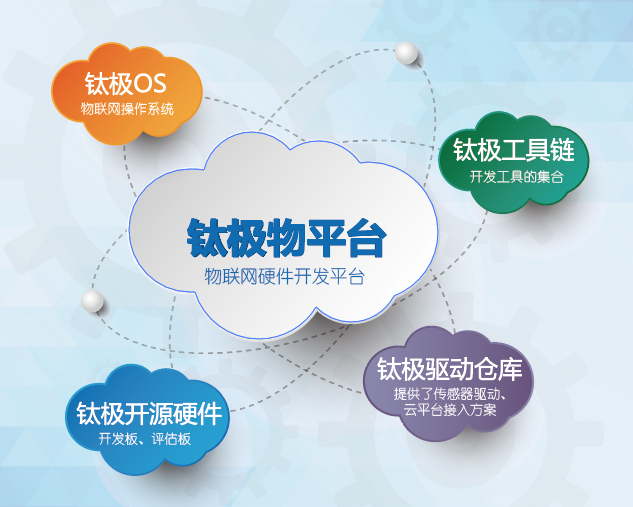 钛极OS
物联网操作系统
钛极工具链
开发工具的集合
钛极物平台
物联网硬件开发平台
钛极驱动仓库
提供了传感器驱动、
云平台接入方案
钛极开源硬件
开发板、评估板